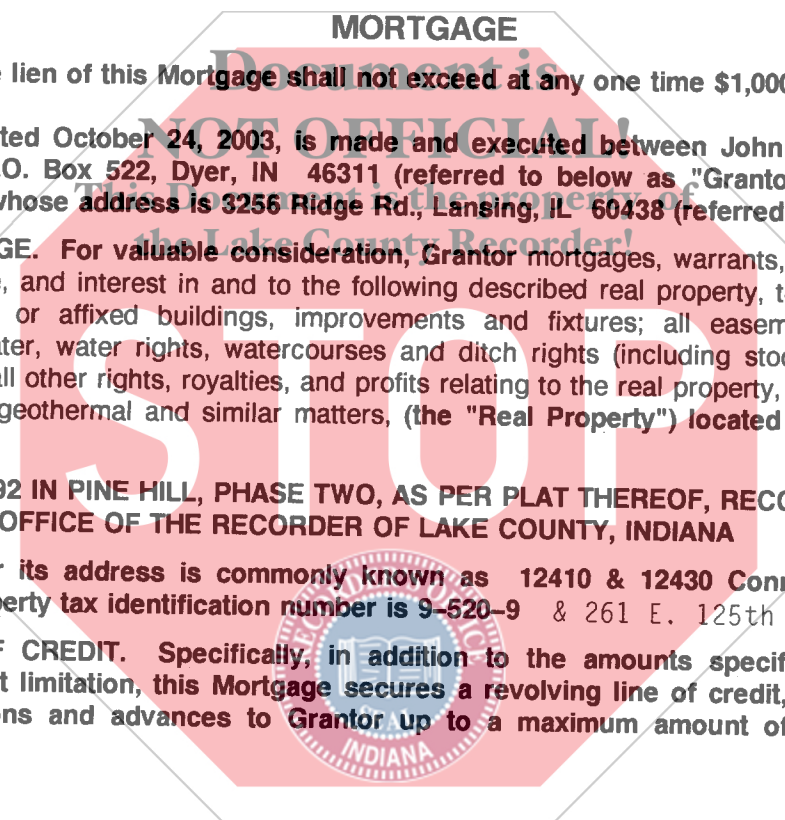 MORTGAGE
lien of this Mortgage shall not exceed at any one time $1,000
Document is
ted October 24, 2003, is made and executed between John
NOT OFFICIAL!
.O. Box 522, Dyer, IN 46311 (referred to below as "Granto
This Document is the property of
whose address is 3256 Ridge Rd., Lansing, IL 60438 (referred
the Lake County Recorder!
GE. For valuable consideration, Grantor mortgages, warrants,
, and interest in and to the following described real property, t
or affixed buildings, improvements and fixtures; all easem
ter, water rights, watercourses and ditch rights (including stoc
all other rights, royalties, and profits relating to the real property,
geothermal and similar matters, (the "Real Property") located
STOP
92 IN PINE HILL, PHASE TWO, AS PER PLAT THEREOF, RECO
OFFICE OF THE RECORDER OF LAKE COUNTY, INDIANA
r its address is commonly known as 12410 & 12430 Conn
perty tax identification number is 9-520-9 & 261 E. 125th
F CREDIT. Specifically, in addition to the amounts specif
t limitation, this Mortgage secures a revolving line of credit,
ons and advances to Grantor up to a maximum amount of
SEAL
INDIANA